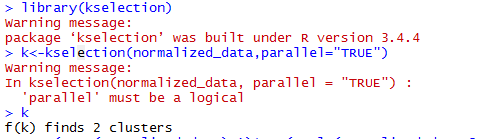 > library(kselection)
Warning message:
package ‘kselection’ was built under R version 3.4.4
> k<-kselection(normalized_data,parallel="TRUE")
Warning message:
In kselection(normalized_data, parallel = "TRUE") :
  'parallel' must be a logical
> k
f(k) finds 2 clusters